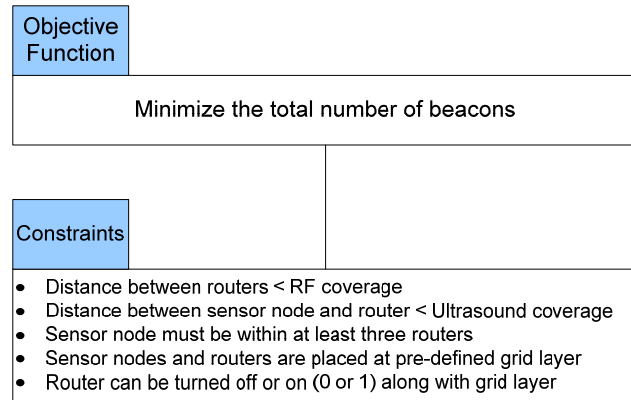 Objective
Function
Minimize the total number of beacons
Constraints
• Distance between routers < RF coverage
• Distance between sensor node and router < Ultrasound coverage
• Sensor node must be within at least three routers
• Sensor nodes and routers are placed at pre-defined grid layer
• Router can be turned off or on (0 or 1) along with grid layer